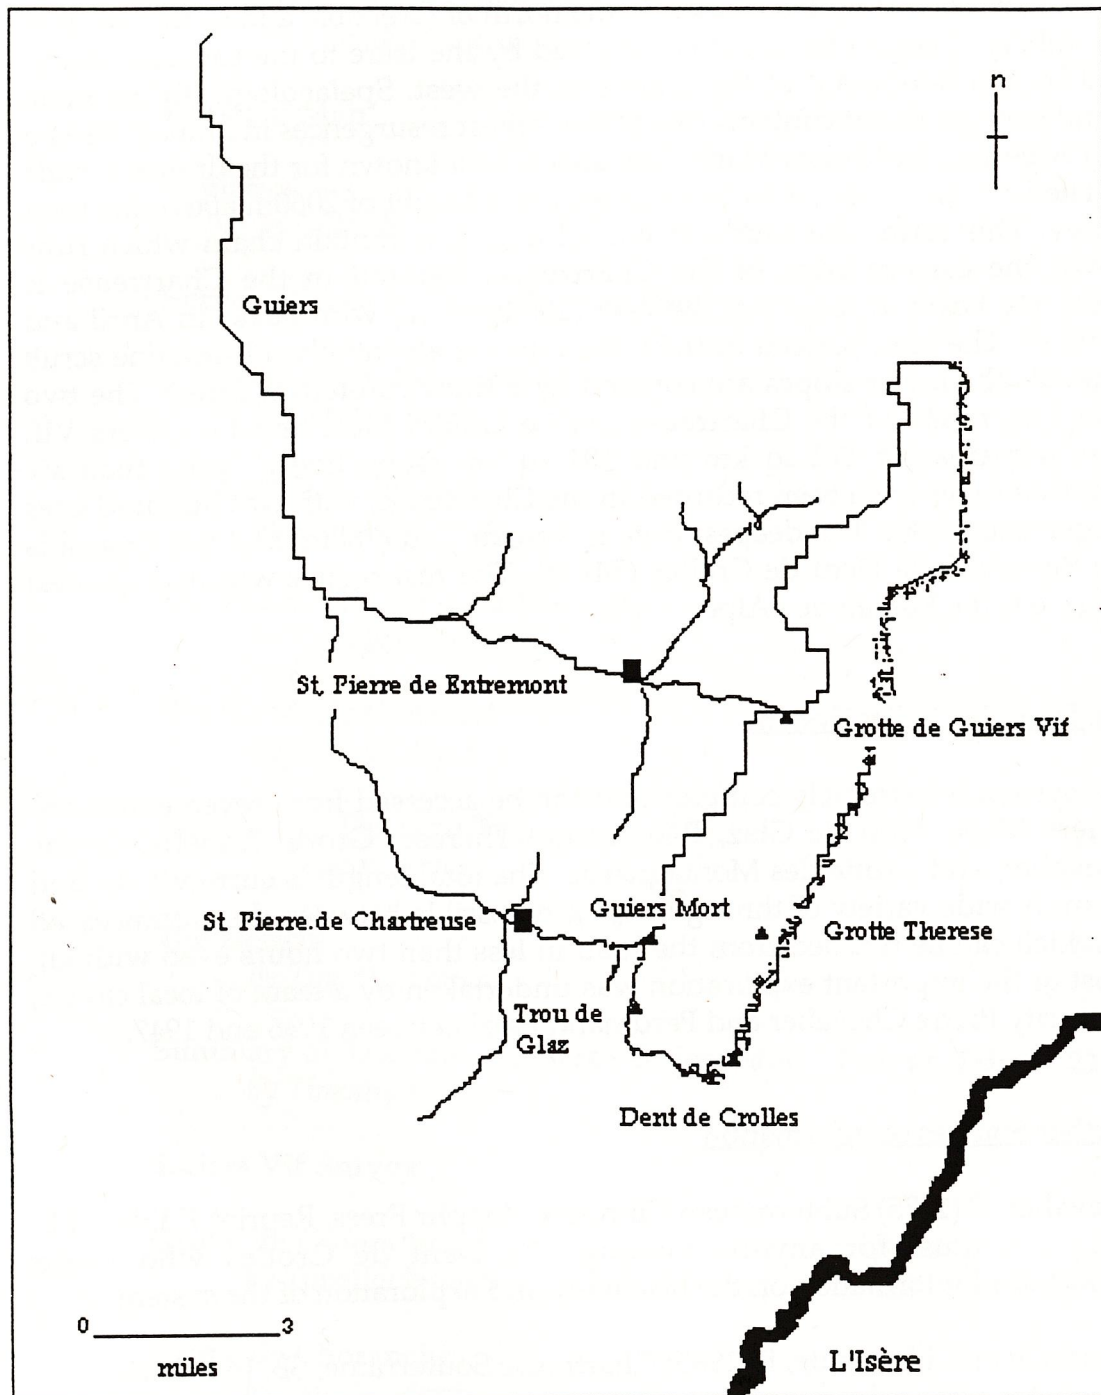 n
Guiers
St. Pierre de Entremont
Grotte de Guiers Vif
Guiers Mort
St Pierre.de Chartreuse
Grotte Therese
Trou de
Glaz
Dent de Crolles
0 3
miles
L'Isère